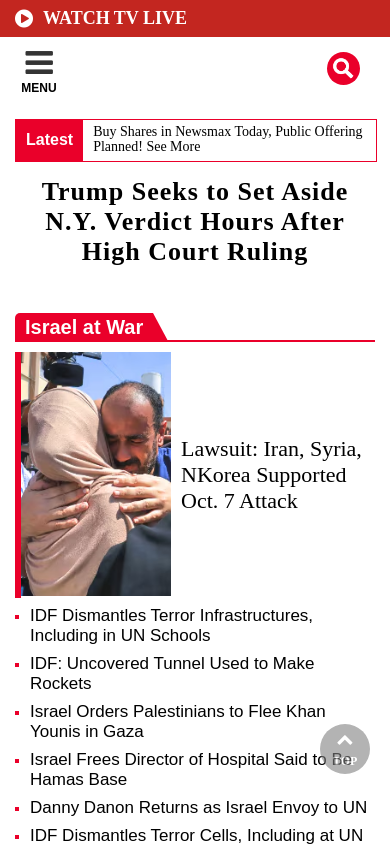 WATCH TV LIVE
MENU
Latest
Buy Shares in Newsmax Today, Public Offering
Planned! See More
Trump Seeks to Set Aside
N.Y. Verdict Hours After
High Court Ruling
Israel at War
Lawsuit: Iran, Syria,
NKorea Supported
Oct. 7 Attack
IDF Dismantles Terror Infrastructures,
Including in UN Schools
IDF: Uncovered Tunnel Used to Make
Rockets
Israel Orders Palestinians to Flee Khan
Younis in Gaza
Israel Frees Director of Hospital Said to Be
Hamas Base
TOP
Danny Danon Returns as Israel Envoy to UN
IDF Dismantles Terror Cells, Including at UN